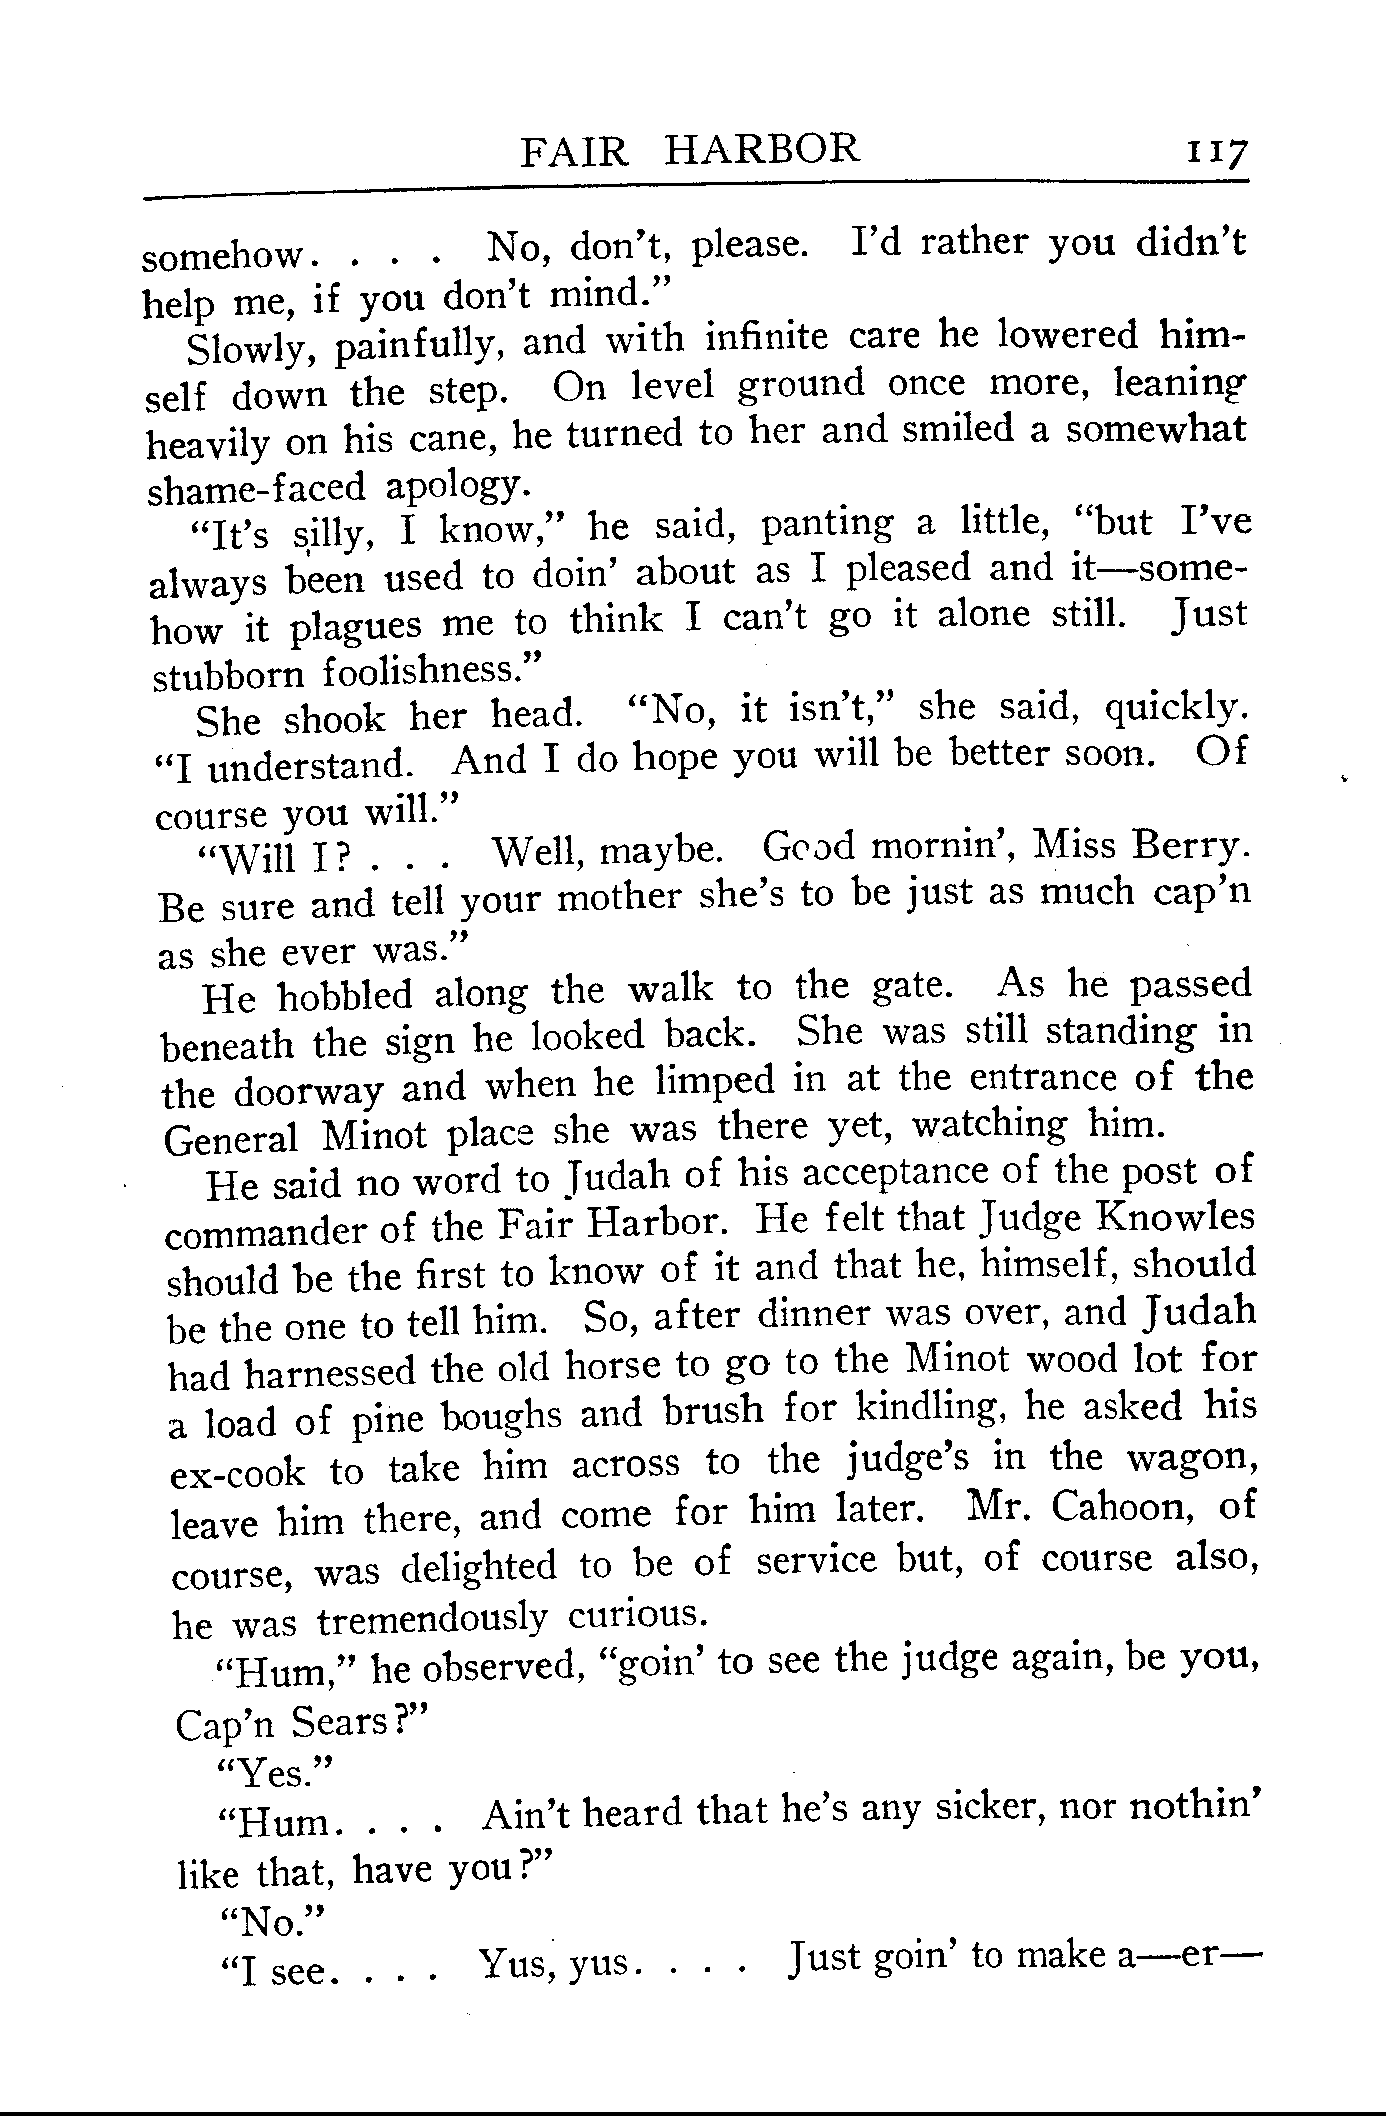 FAIR HARBOR 117
somehow. . . . No, don't, please. I'd rather you didn't
help me, if you don't mind."
Slowly, painfully, and with infinite care he lowered him-
self down the step. On level ground once more, leaning
heavily on his cane, he turned to her and smiled a somewhat
shame-faced apology.
"It's silly, I know," he said, panting a little, "but I've
always been used to doin' about as I pleased and it—some-
how it plagues me to think I can't go it alone still. Just
stubborn foolishness."
She shook her head. "No, it isn't," she said, quickly.
"I understand. And I do hope you will be better soon. Of
course you will."
"Will I? . . . Well, maybe. Good mornin', Miss Berry.
Be sure and tell your mother she's to be just as much cap'n
as she ever was."
He hobbled along the walk to the gate. As he passed
beneath the sign he looked back. She was still standing in
the doorway and when he limped in at the entrance of the
General Minot place she was there yet, watching him.
He said no word to Judah of his acceptance of the post of
commander of the Fair Harbor. He felt that Judge Knowles
should be the first to know of it and that he, himself, should
be the one to tell him. So, after dinner was over, and Judah
had harnessed the old horse to go to the Minot wood lot for
a load of pine boughs and brush for kindling, he asked his
ex-cook to take him across to the judge's in the wagon,
leave him there, and come for him later. Mr. Cahoon, of
course, was delighted to be of service but, of course also,
he was tremendously curious.
"Hum," he observed, "goin' to see the judge again, be you,
Cap'n Sears?"
"Yes."
"Hum. . . . Ain't heard that he's any sicker, nor nothin'
like that, have you?"
"No."
"I see. . . . Yus, yus. . . . Just goin' to make a—er—